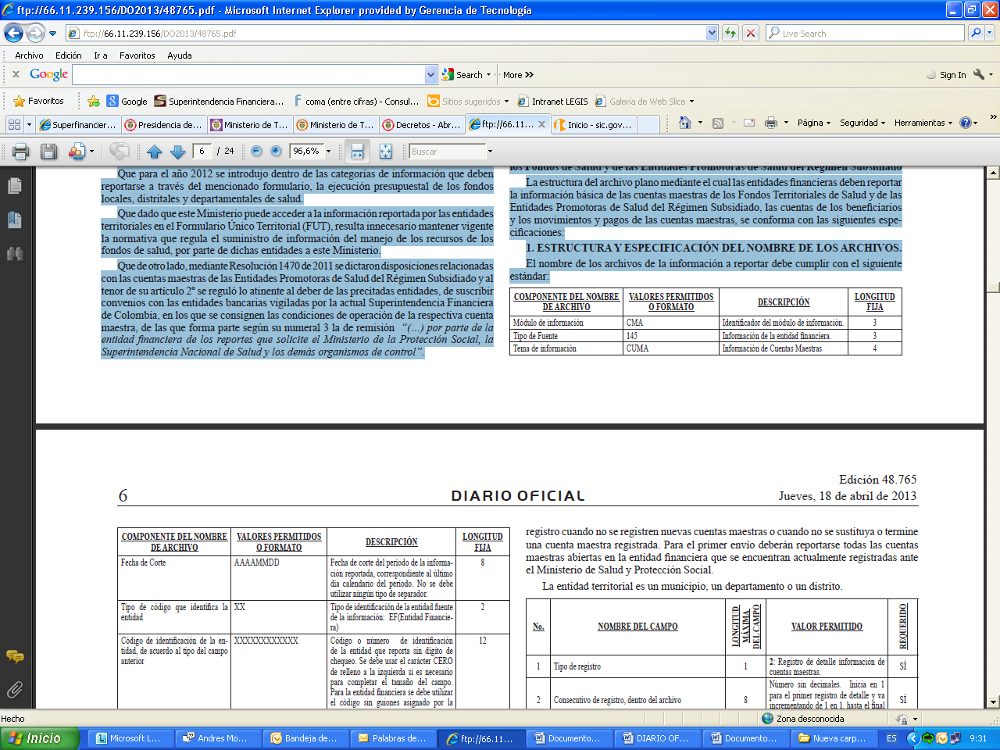 ftp://66.11.239.156/DO2013/48765.pdf - Microsoft Internet Explorer provided by Gerencia de Tecnología
ftp://66.11.239.156/DO2013/48765.pdf
Live Search
Archivo Edición Ir a Favoritos Ayuda
x Google Search More >> Sign In
Favoritos Google Superintendencia Financiera... coma (entre cifras) - Consul... Sitios sugeridos Intranet LEGIS Galería de Web Slice
Superfinancier... Presidencia de... Ministerio de T... Ministerio de T... Decretos - Abr... ftp://66.11.... Inicio - sic.gov... Página Seguridad Herramientas
6 / 24 96,6% Buscar
Que para el año 2012 se introdujo dentro de las categorías de información que deben
reportarse a través del mencionado formulario, la ejecución presupuestal de los fondos
locales, distritales y departamentales de salud.
Que dado que este Ministerio puede acceder a la información reportada por las entidades
territoriales en el Formulario Único Territorial (FUT), resulta innecesario mantener vigente
la normativa que regula el suministro de información del manejo de los recursos de los
fondos de salud, por parte de dichas entidades a este Ministerio.
Que de otro lado, mediante Resolución 1470 de 2011 se dictaron disposiciones relacionadas
con las cuentas maestras de las Entidades Promotoras de Salud del Régimen Subsidiado y al
tenor de su artículo 2º se reguló lo atinente al deber de las precitadas entidades, de suscribir
convenios con las entidades bancarias vigiladas por la actual Superintendencia Financiera
de Colombia, en los que se consignen las condiciones de operación de la respectiva cuenta
maestra, de las que forma parte según su numeral 3 la de remisión “(…) por parte de la
entidad financiera de los reportes que solicite el Ministerio de la Protección Social, la
Superintendencia Nacional de Salud y los demás organismos de control”.
los Fondos de Salud y de las Entidades Promotoras de Salud del Régimen Subsidiado
La estructura del archivo plano mediante el cual las entidades financieras deben reportar
la información básica de las cuentas maestras de los Fondos Territoriales de Salud y de las
Entidades Promotoras de Salud del Régimen Subsidiado, las cuentas de los beneficiarios
y los movimientos y pagos de las cuentas maestras, se conforma con las siguientes espe-
cificaciones:
1. ESTRUCTURA Y ESPECIFICACIÓN DEL NOMBRE DE LOS ARCHIVOS.
El nombre de los archivos de la información a reportar debe cumplir con el siguiente
estándar:
COMPONENTE DEL NOMBRE DE ARCHIVO VALORES PERMITIDOS O FORMATO DESCRIPCIÓN LONGITUD FIJA
Módulo de información CMA Identificador del módulo de información. 3
Tipo de Fuente 145 Información de la entidad financiera. 3
Tema de información CUMA Información de Cuentas Maestras 4
Edición 48.765
6 DIARIO OFICIAL Jueves, 18 de abril de 2013
COMPONENTE DEL NOMBRE DE ARCHIVO VALORES PERMITIDOS O FORMATO DESCRIPCIÓN LONGITUD FIJA
Fecha de Corte AAAAMMDD Fecha de corte del período de la informa-
ción reportada, correspondiente al último
día calendario del período. No se debe
utilizar ningún tipo de separador. 8
Tipo de código que identifica la
entidad XX Tipo de identificación de la entidad fuente
de la información: EF(Entidad Financie-
ra) 2
Código de identificación de la en-
tidad, de acuerdo al tipo del campo
anterior XXXXXXXXXXXX Código o número de identificación
de la entidad que reporta sin dígito de
chequeo. Se debe usar el carácter CERO
de relleno a la izquierda si es necesario
para completar el tamaño del campo.
Para la entidad financiera se debe utilizar
el código sin guiones asignado por la 12
registro cuando no se registren nuevas cuentas maestras o cuando no se sustituya o termine
una cuenta maestra registrada. Para el primer envío deberán reportarse todas las cuentas
maestras abiertas en la entidad financiera que se encuentran actualmente registradas ante
el Ministerio de Salud y Protección Social.
La entidad territorial es un municipio, un departamento o un distrito.
No. NOMBRE DEL CAMPO LONGITUD MÁXIMA DEL CAMPO VALOR PERMITIDO REQUERIDO
1 Tipo de registro 1 2: Registro de detalle información de
cuentas maestras. SÍ
2 Consecutivo de registro, dentro del archivo 8 Número sin decimales. Inicia en 1
para el primer registro de detalle y va
incrementando de 1 en 1, hasta el final SÍ
Hecho Zona desconocida
Inicio Microsoft L... Andres Mo... Bandeja de... Palabras de... ftp://66.11.... Documento... DIARIO OF... Documento... Nueva carp... ES 9:31